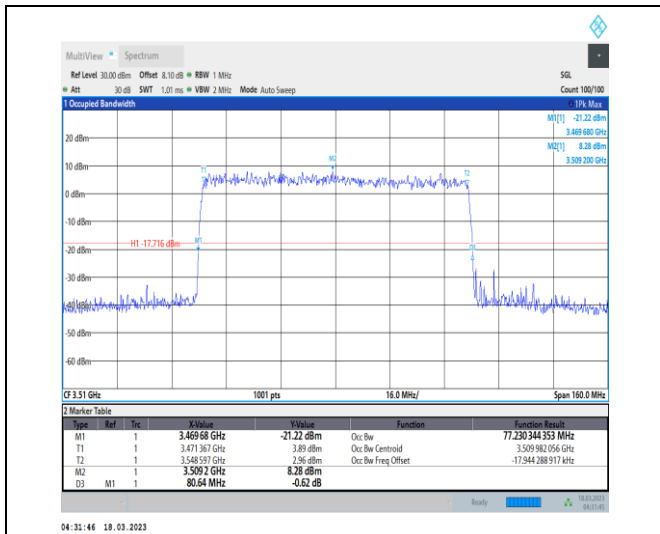 MultiView Spectrum
Ref Level 30.00 dBm Offset 8.10 dB RBW 1 MHz SGL
Att 30 dB SWT 1.01 ms VBW 2 MHz Mode Auto Sweep Count 100/100
1 Occupied Bandwidth 1Pk Max
M1[1] -21.22 dBm
3.469 680 GHz
M2[1] 8.28 dBm
3.509 200 GHz
20 dBm
10 dBm
0 dBm
-10 dBm
-20 dBm
-30 dBm
-40 dBm
-50 dBm
-60 dBm
T1
M2
T2
H1 -17.716 dBm
M1
D3
CF 3.51 GHz 1001 pts 16.0 MHz/ Span 160.0 MHz
2 Marker Table
Type Ref Trc X-Value Y-Value Function Function Result
M1 1 3.469 68 GHz -21.22 dBm Occ Bw 77.230 344 353 MHz
T1 1 3.471 367 GHz 3.89 dBm Occ Bw Centroid 3.509 982 056 GHz
T2 1 3.548 597 GHz 2.96 dBm Occ Bw Freq Offset -17.944 288 917 kHz
M2 1 3.509 2 GHz 8.28 dBm
D3 M1 1 80.64 MHz -0.62 dB
Ready 18.03.2023
04:31:45
04:31:46 18.03.2023